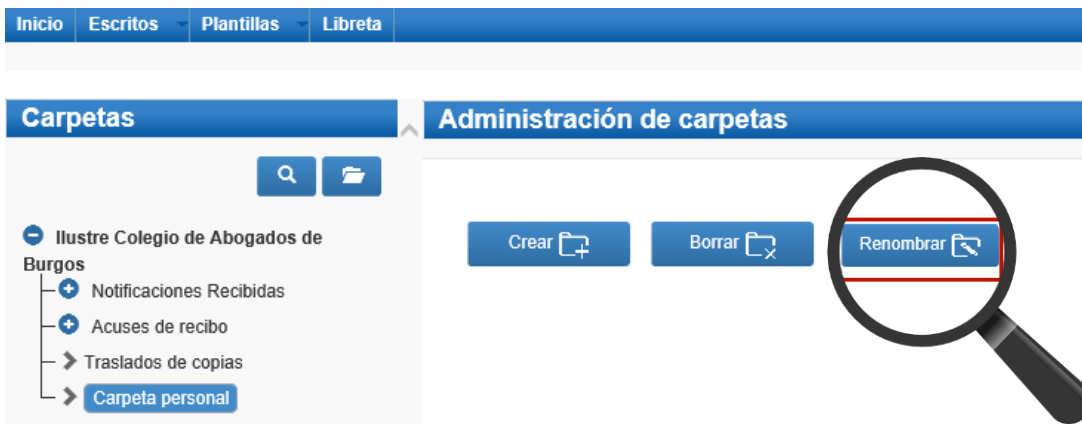 Inicio Escritos Plantillas Libreta
Carpetas
Administración de carpetas
Crear Borrar Renombrar
Ilustre Colegio de Abogados de
Burgos
Notificaciones Recibidas
Acuses de recibo
Traslados de copias
Carpeta personal